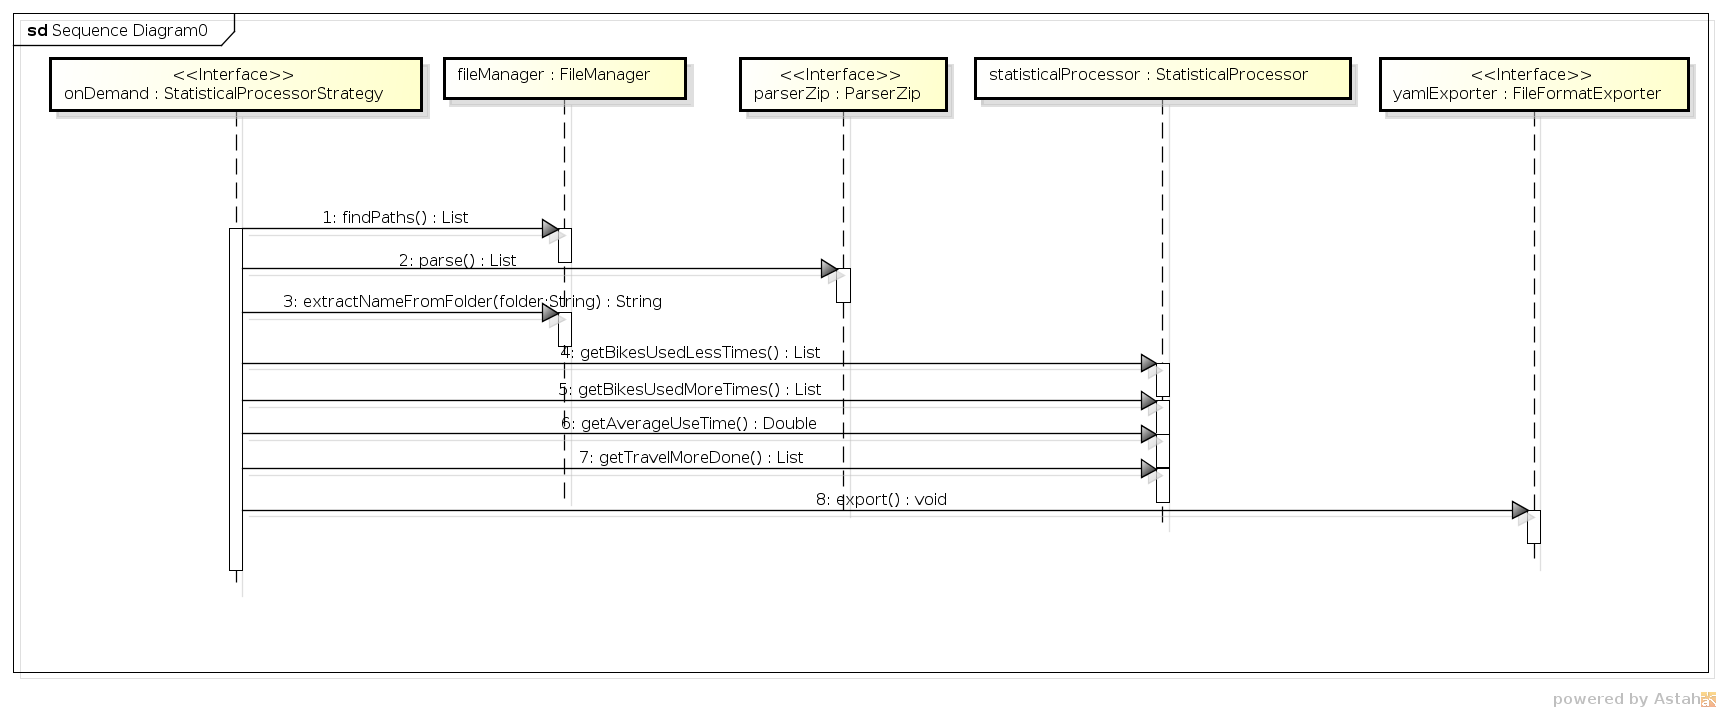 sd Sequence Diagram0
<<Interface>>
onDemand : StatisticalProcessorStrategy
fileManager : FileManager
<<Interface>>
parserZip : ParserZip
statisticalProcessor : StatisticalProcessor
<<Interface>>
yamlExporter : FileFormatExporter
1: findPaths() : List
2: parse() : List
3: extractNameFromFolder(folder:String) : String
4: getBikesUsedLessTimes() : List
5: getBikesUsedMoreTimes() : List
6: getAverageUseTime() : Double
7: getTravelMoreDone() : List
8: export() : void
powered by Astah